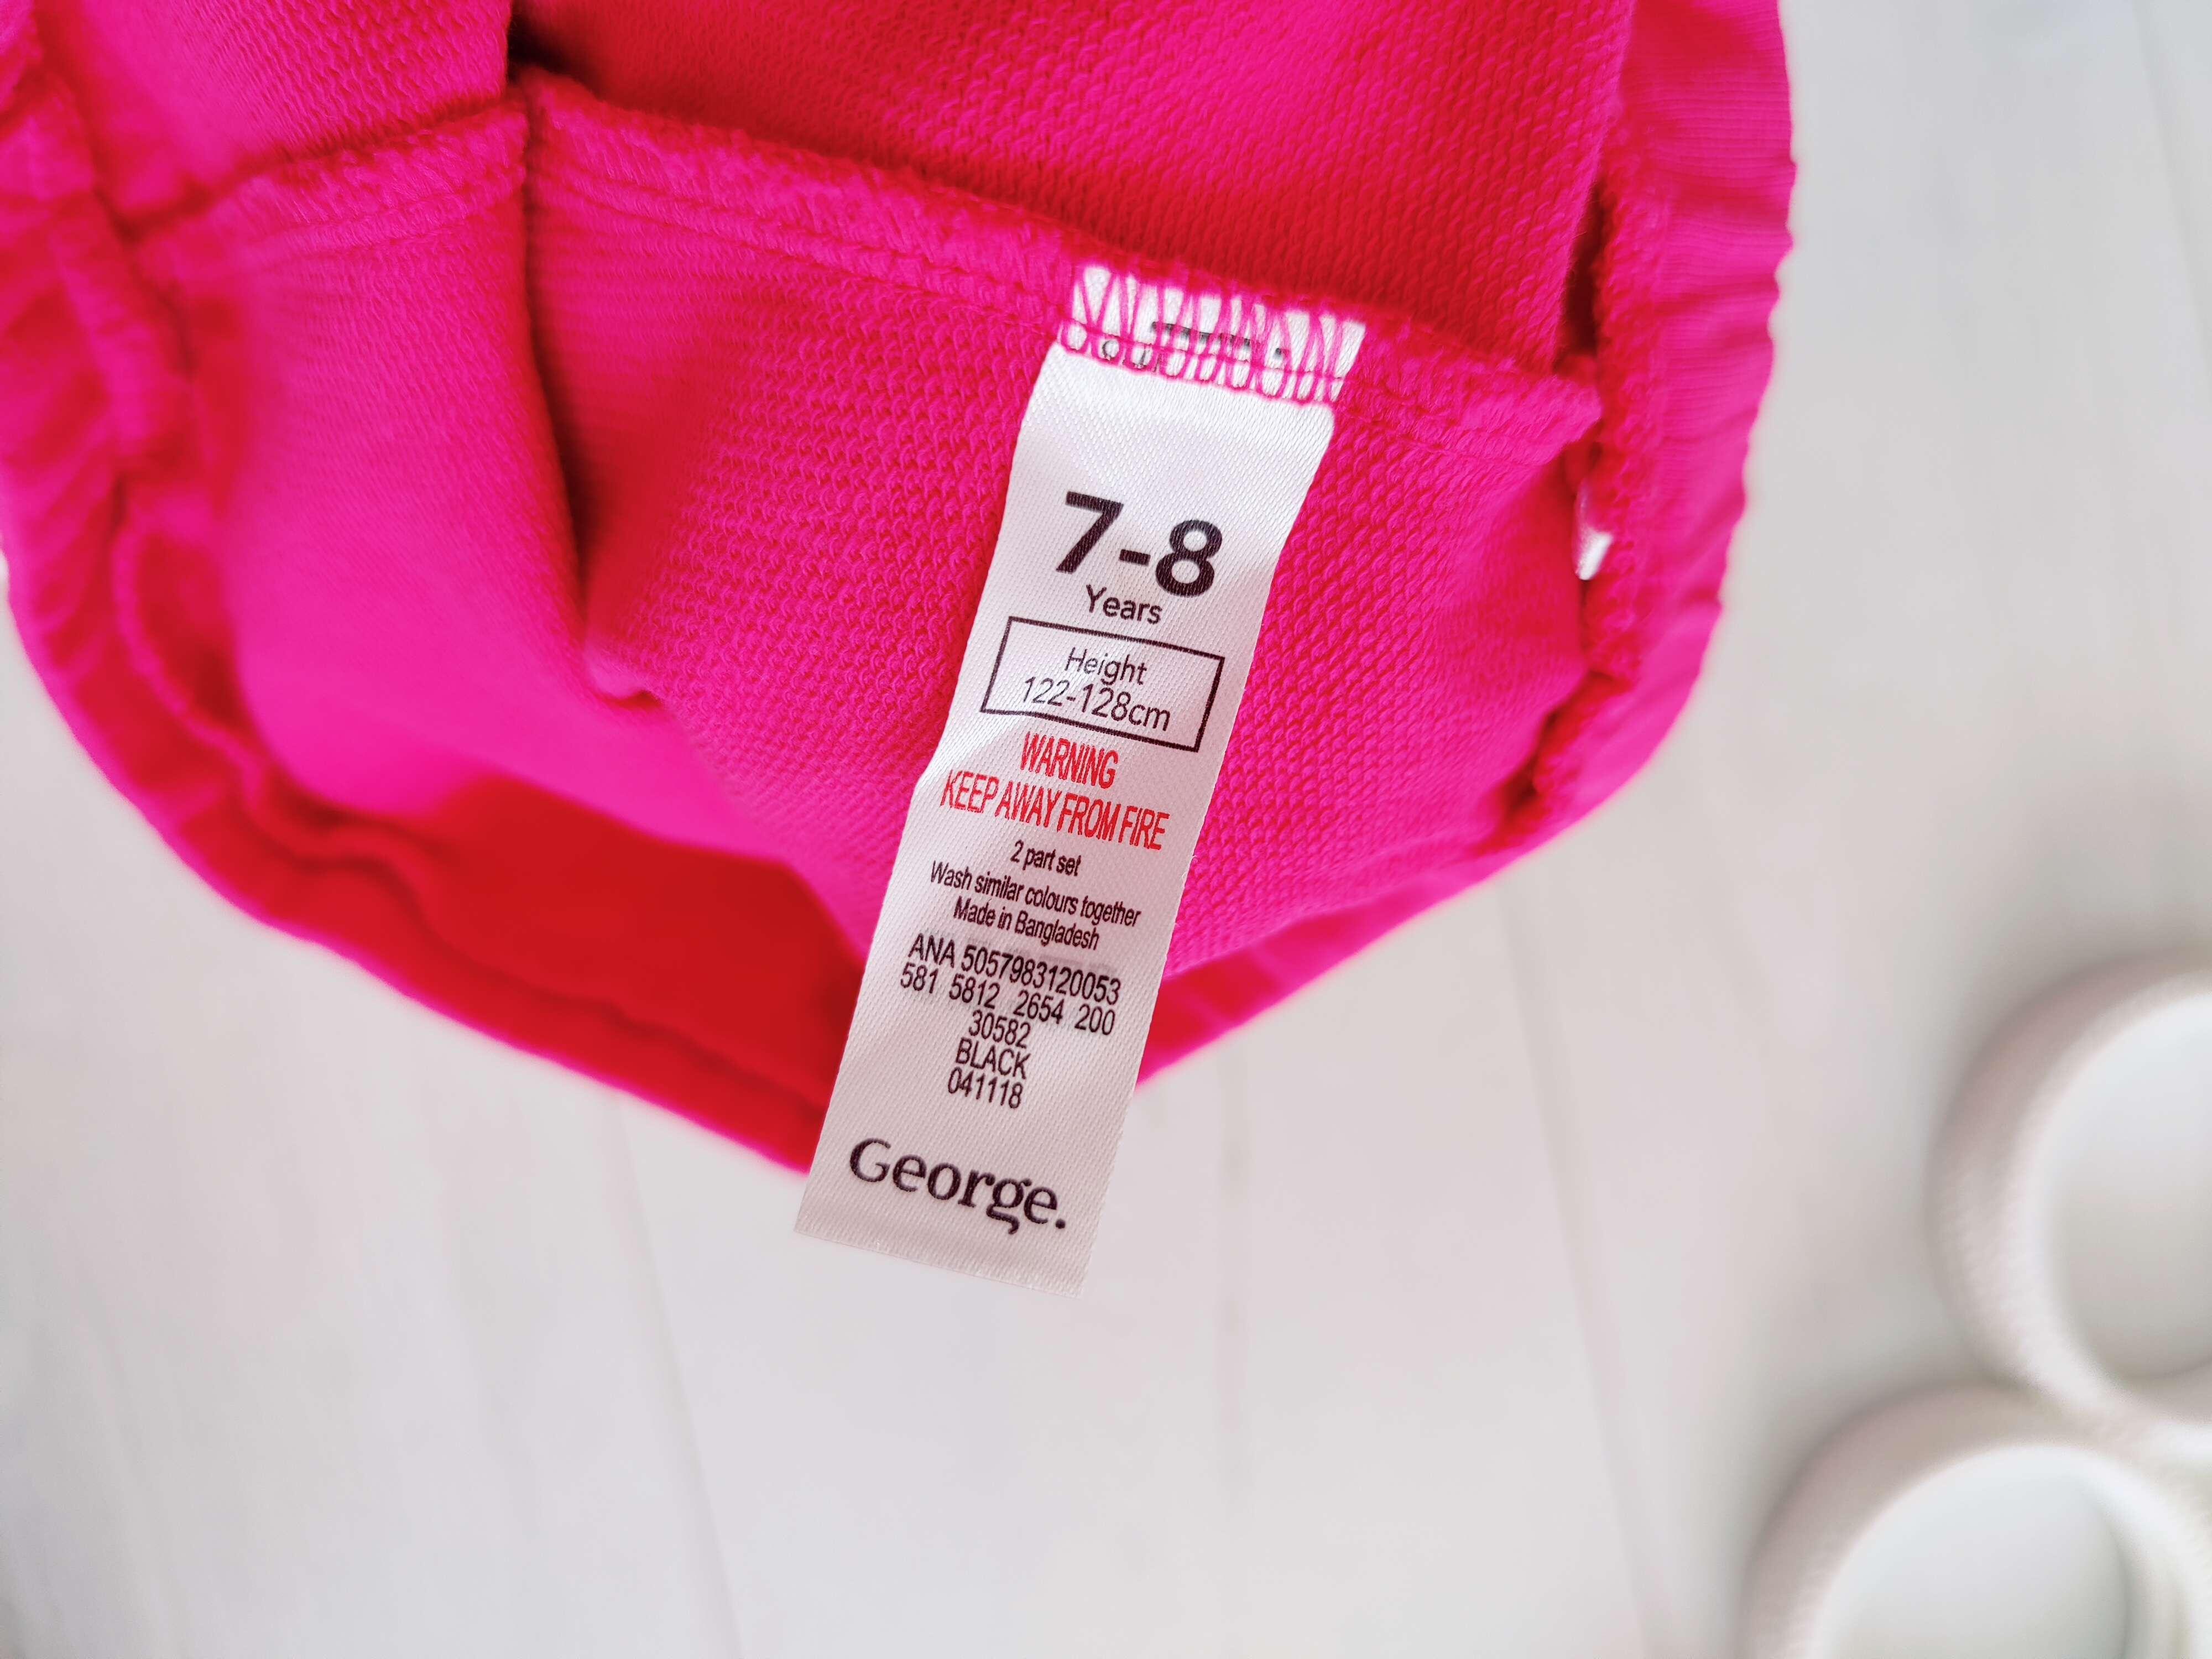 7-8
Years
Height
122-128cm
WARNING
KEEP AWAY FROM FIRE
2 part set
Wash similar colours together
Made in Bangladesh
ANA 5057983120053
581 5812 2654 200
30582
BLACK
041118
George.